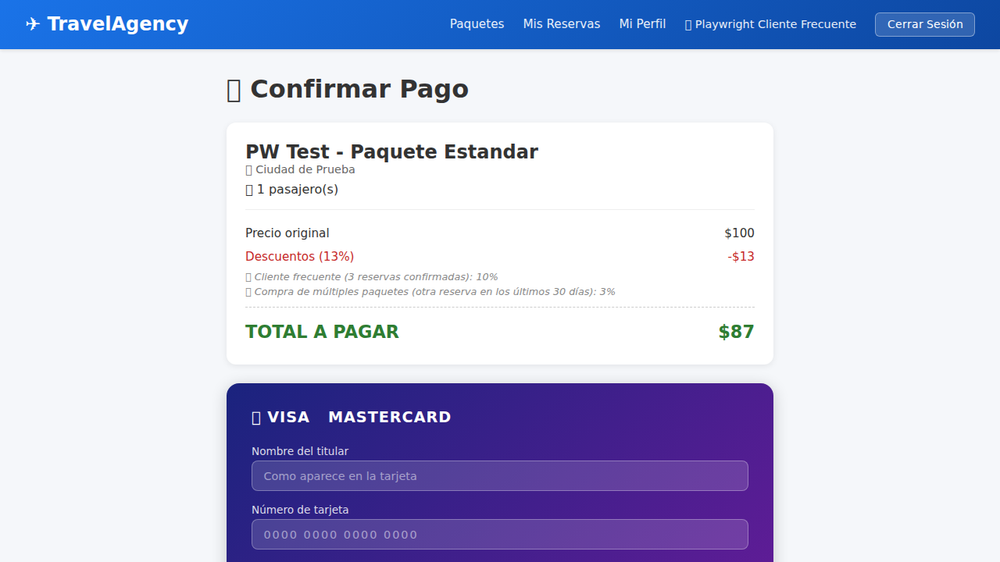 ✈ TravelAgency
Paquetes Mis Reservas Mi Perfil Playwright Cliente Frecuente Cerrar Sesión
Confirmar Pago
PW Test - Paquete Estandar
Ciudad de Prueba
1 pasajero(s)
Precio original $100
Descuentos (13%) -$13
Cliente frecuente (3 reservas confirmadas): 10%
Compra de múltiples paquetes (otra reserva en los últimos 30 días): 3%
TOTAL A PAGAR $87
VISA MASTERCARD
Nombre del titular
Como aparece en la tarjeta
Número de tarjeta
0000 0000 0000 0000